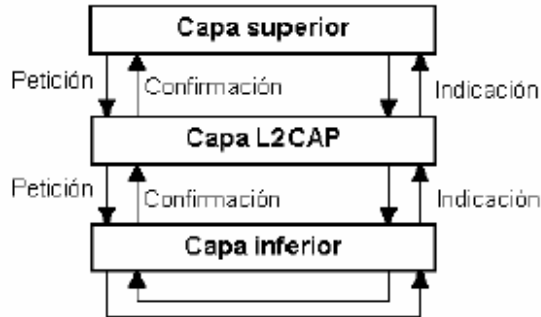 Capa superior
Petición
Confirmación
Indicación
Capa L2CAP
Petición
Confirmación
Indicación
Capa inferior